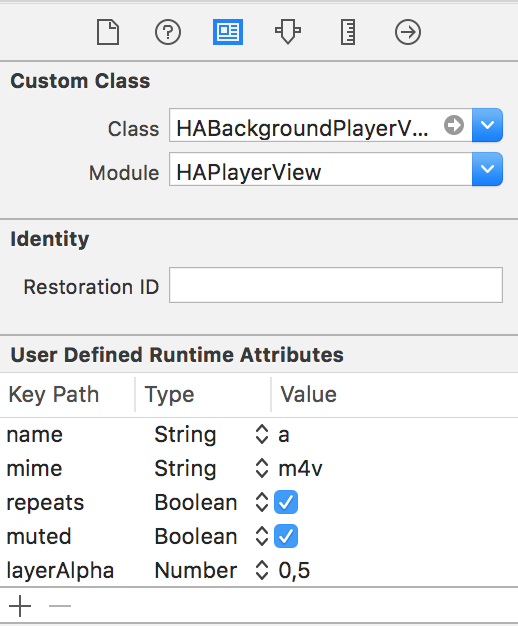 Custom Class
Class HABackgroundPlayerV...
Module HAPlayerView
Identity
Restoration ID
User Defined Runtime Attributes
Key Path Type Value
name String a
mime String m4v
repeats Boolean
muted Boolean
layerAlpha Number 0,5